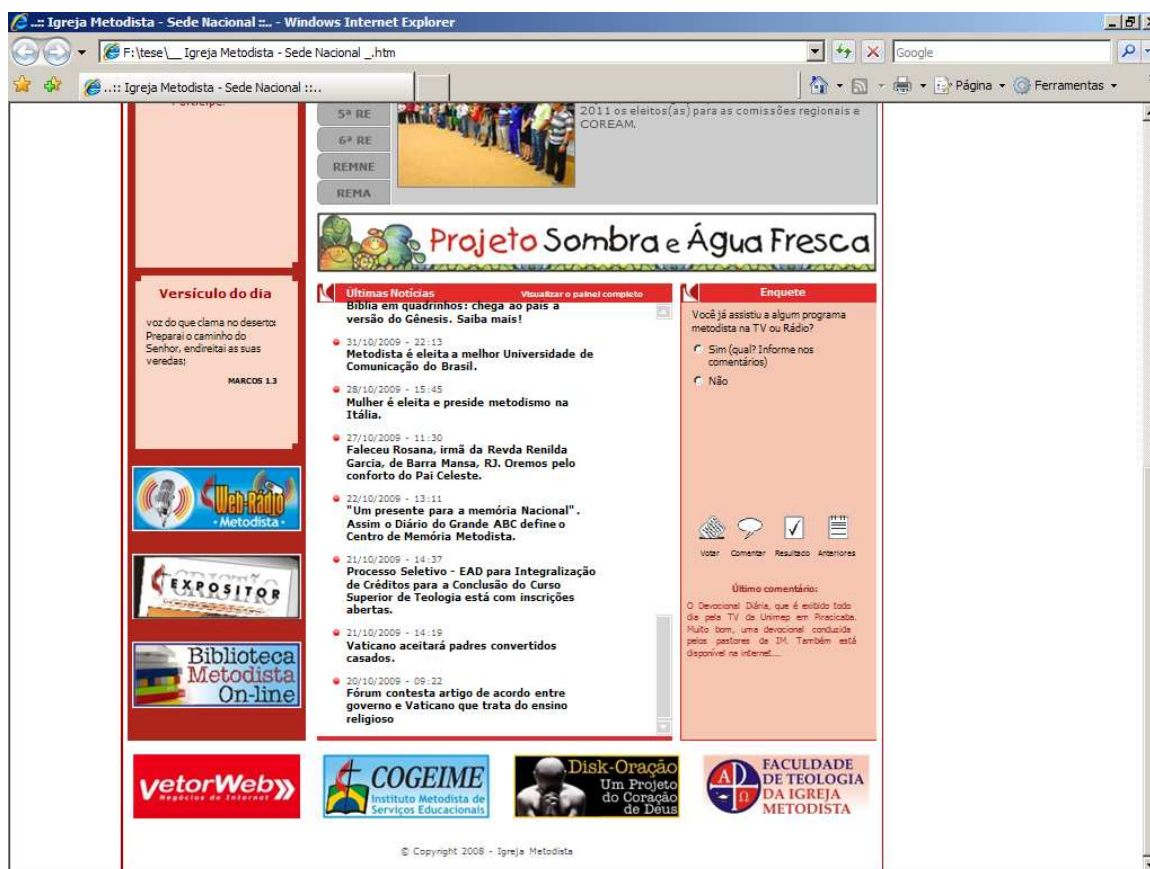 ..:: Igreja Metodista - Sede Nacional ::.. - Windows Internet Explorer
F:\tese\__ Igreja Metodista - Sede Nacional _.htm
Google
..:: Igreja Metodista - Sede Nacional ::..
Página
Ferramentas
Participe!
5ª RE
6ª RE
REMNE
REMA
2011 os eleitos(as) para as comissões regionais e
COREAM.
Projeto Sombra e Água Fresca
Versículo do dia
voz do que clama no deserto:
Preparai o caminho do
Senhor, endireitai as suas
veredas;
MARCOS 1.3
Web-Rádio
• Metodista •
EXPOSITOR
CRISTÃO
Biblioteca
Metodista
On-line
Últimas Notícias
Visualizar o painel completo
Bíblia em quadrinhos: chega ao país a
versão do Gênesis. Saiba mais!
31/10/2009 - 22:13
Metodista é eleita a melhor Universidade de
Comunicação do Brasil.
28/10/2009 - 15:45
Mulher é eleita e preside metodismo na
Itália.
27/10/2009 - 11:30
Faleceu Rosana, irmã da Revda Renilda
Garcia, de Barra Mansa, RJ. Oremos pelo
conforto do Pai Celeste.
22/10/2009 - 13:11
"Um presente para a memória Nacional".
Assim o Diário do Grande ABC define o
Centro de Memória Metodista.
21/10/2009 - 14:37
Processo Seletivo - EAD para Integralização
de Créditos para a Conclusão do Curso
Superior de Teologia está com inscrições
abertas.
21/10/2009 - 14:19
Vaticano aceitará padres convertidos
casados.
20/10/2009 - 09:22
Fórum contesta artigo de acordo entre
governo e Vaticano que trata do ensino
religioso
Enquete
Você já assistiu a algum programa
metodista na TV ou Rádio?
Sim (qual? Informe nos
comentários)
Não
Votar Comentar Resultado Anteriores
Último comentário:
O Devocional Diária, que é exibido todo
dia pela TV da Unimep em Piracicaba.
Muito bom, uma devocional conduzida
pelos pastores da IM. Também está
disponível na internet....
vetorWeb
Negócios de Internet
COGEIME
Instituto Metodista de
Serviços Educacionais
Disk-Oração
Um Projeto
do Coração
de Deus
FACULDADE
DE TEOLOGIA
DA IGREJA
METODISTA
© Copyright 2008 - Igreja Metodista